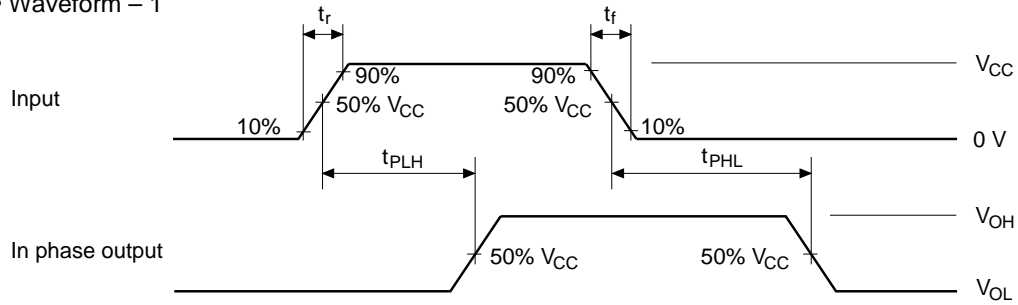 • Waveform – 1
tr
tf
VCC
90%
90%
Input
50% VCC
50% VCC
10%
10%
0 V
tPLH
tPHL
VOH
In phase output
50% VCC
50% VCC
VOL